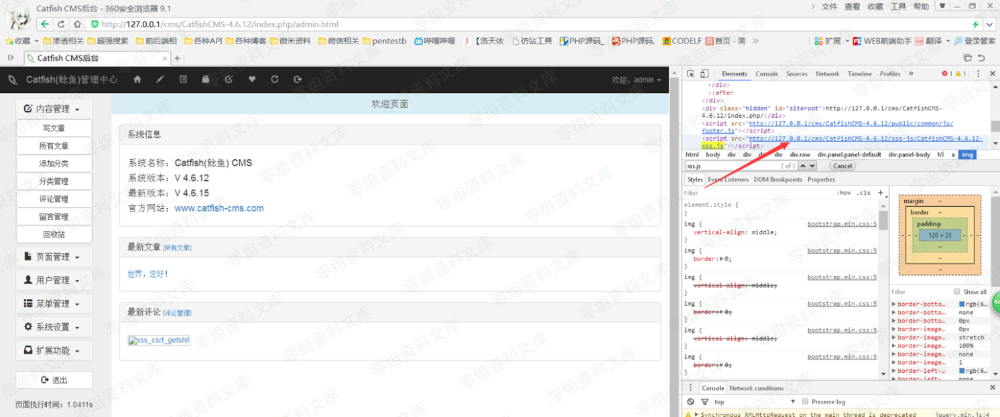 Catfish CMS后台 - 360安全浏览器 9.1
文件 查看 收藏 工具 帮助
http://127.0.0.1/cms/CatfishCMS-4.6.12/index.php/admin.html
收藏 渗透相关 超强搜索 前后端相 各种API 各种博客 微米资料 微信相关 pentestb 哔哩哔哩 【洛天依 仿站工具 PHP源码_ PHP源码, CODELF 首页 - 简 » 扩展 WEB前端助手 翻译 登录管家
Catfish CMS后台
Catfish(鲶鱼)管理中心
欢迎，admin
欢迎页面
内容管理
写文章
所有文章
添加分类
分类管理
评论管理
留言管理
回收站
页面管理
用户管理
菜单管理
系统设置
扩展功能
退出
页面执行时间：1.0411s
系统信息
系统名称：Catfish(鲶鱼) CMS
系统版本：V 4.6.12
最新版本：V 4.6.15
官方网站：www.catfish-cms.com
最新文章 [所有文章]
世界，您好！
最新评论 [评论管理]
xss_csrf_getshll
Elements Console Sources Network Timeline Profiles » 1 1
</div>
::after
</div>
<div class="hidden" id="siteroot">http://127.0.0.1/cms/CatfishCMS-
4.6.12/index.php/</div>
<script src="http://127.0.0.1/cms/CatfishCMS-4.6.12/public/common/js/
footer.js"></script>
<script src="http://127.0.0.1/cms/CatfishCMS-4.6.12/xss-js/CatfishCMS-4.6.12-
xss.js"></script>
html body div div div div div.row div.panel.panel-default div.panel-body h5 a img
xss.js 2 of 2 Cancel
Styles Event Listeners DOM Breakpoints Properties
Filter :hov .cls +
element.style {
}
img { bootstrap.min.css:5
vertical-align: middle;
}
img { bootstrap.min.css:5
border:▶0;
}
img { bootstrap.min.css:5
vertical-align: middle;
}
img { bootstrap.min.css:5
border:▶0;
}
img { bootstrap.min.css:5
vertical-align: middle;
}
img { bootstrap.min.css:5
border:▶0;
}
margin -
border -
padding-
120 × 23
Filter Show all
border-botto… rgb(6…
border-botto… none
border-botto… 0px
border-image… 0px
border-image… stretch
border-image… 100%
border-image… none
border-image… 1
border-left-… rgb(6…
border-left-… none
46
Console Network conditions
top Preserve log
Synchronous XMLHttpRequest on the main thread is deprecated jquery.min.js:4
零组资料文库